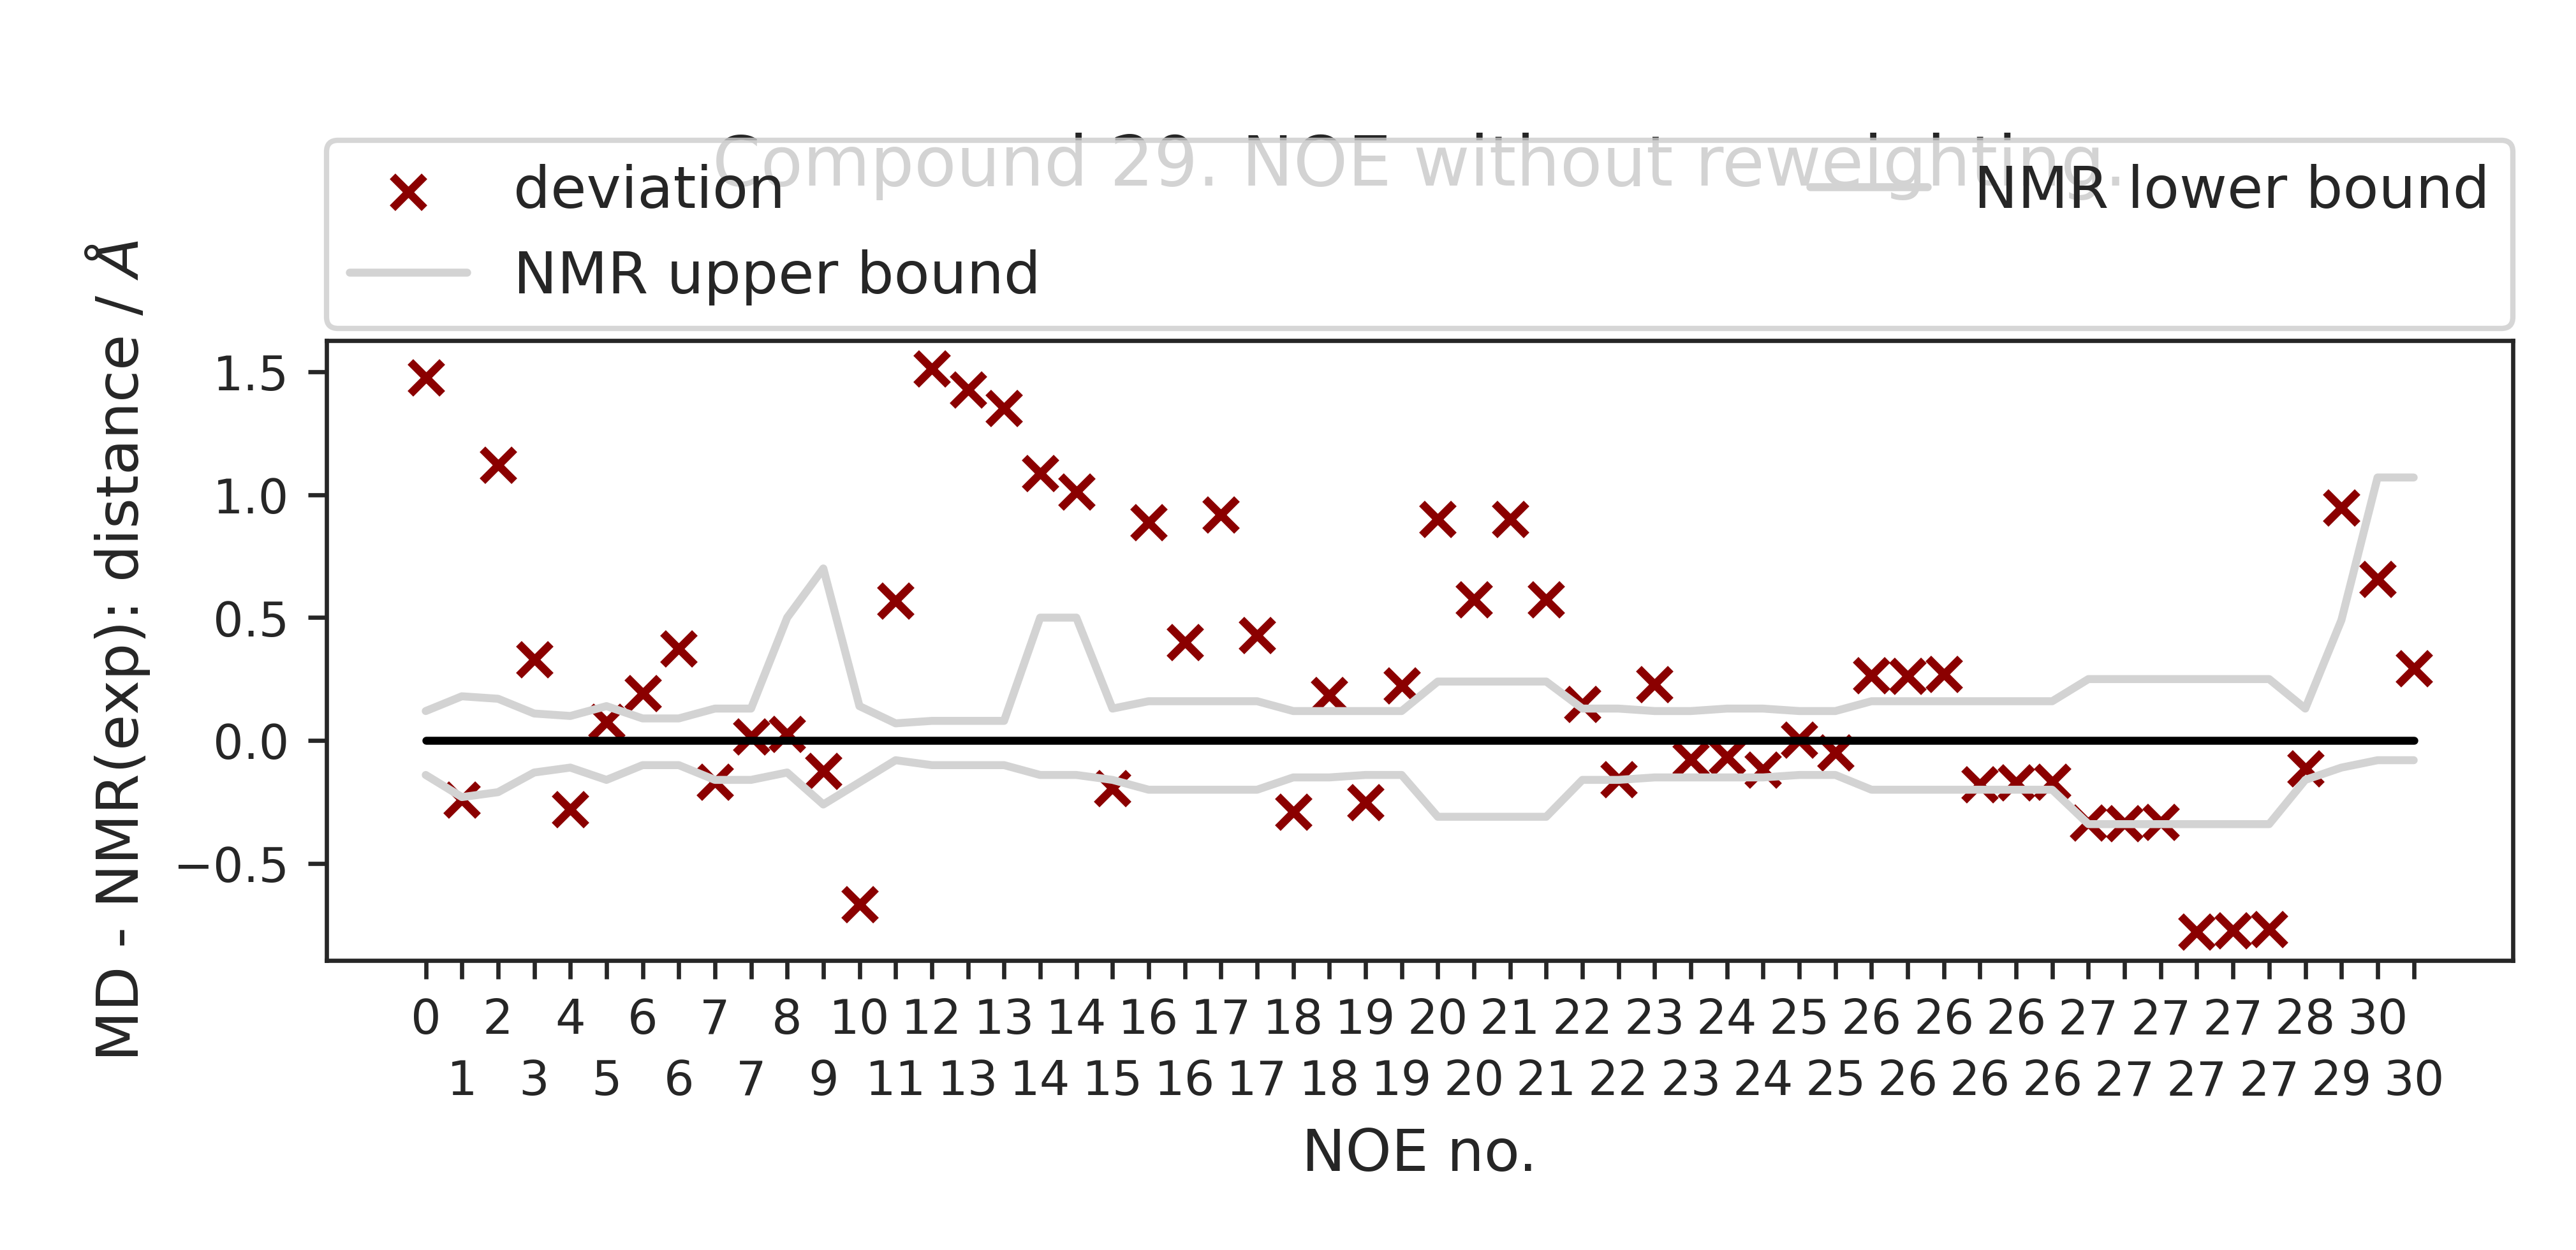 Compound 29. NOE without reweighting.
deviation
NMR upper bound
NMR lower bound
MD - NMR(exp): distance / Å
1.5
1.0
0.5
0.0
−0.5
0 2 4 6 7 8 10 12 13 14 16 17 18 19 20 21 22 23 24 25 26 26 26 27 27 27 28 30
1 3 5 6 7 9 11 13 14 15 16 17 18 19 20 21 22 23 24 25 26 26 26 27 27 27 29 30
NOE no.